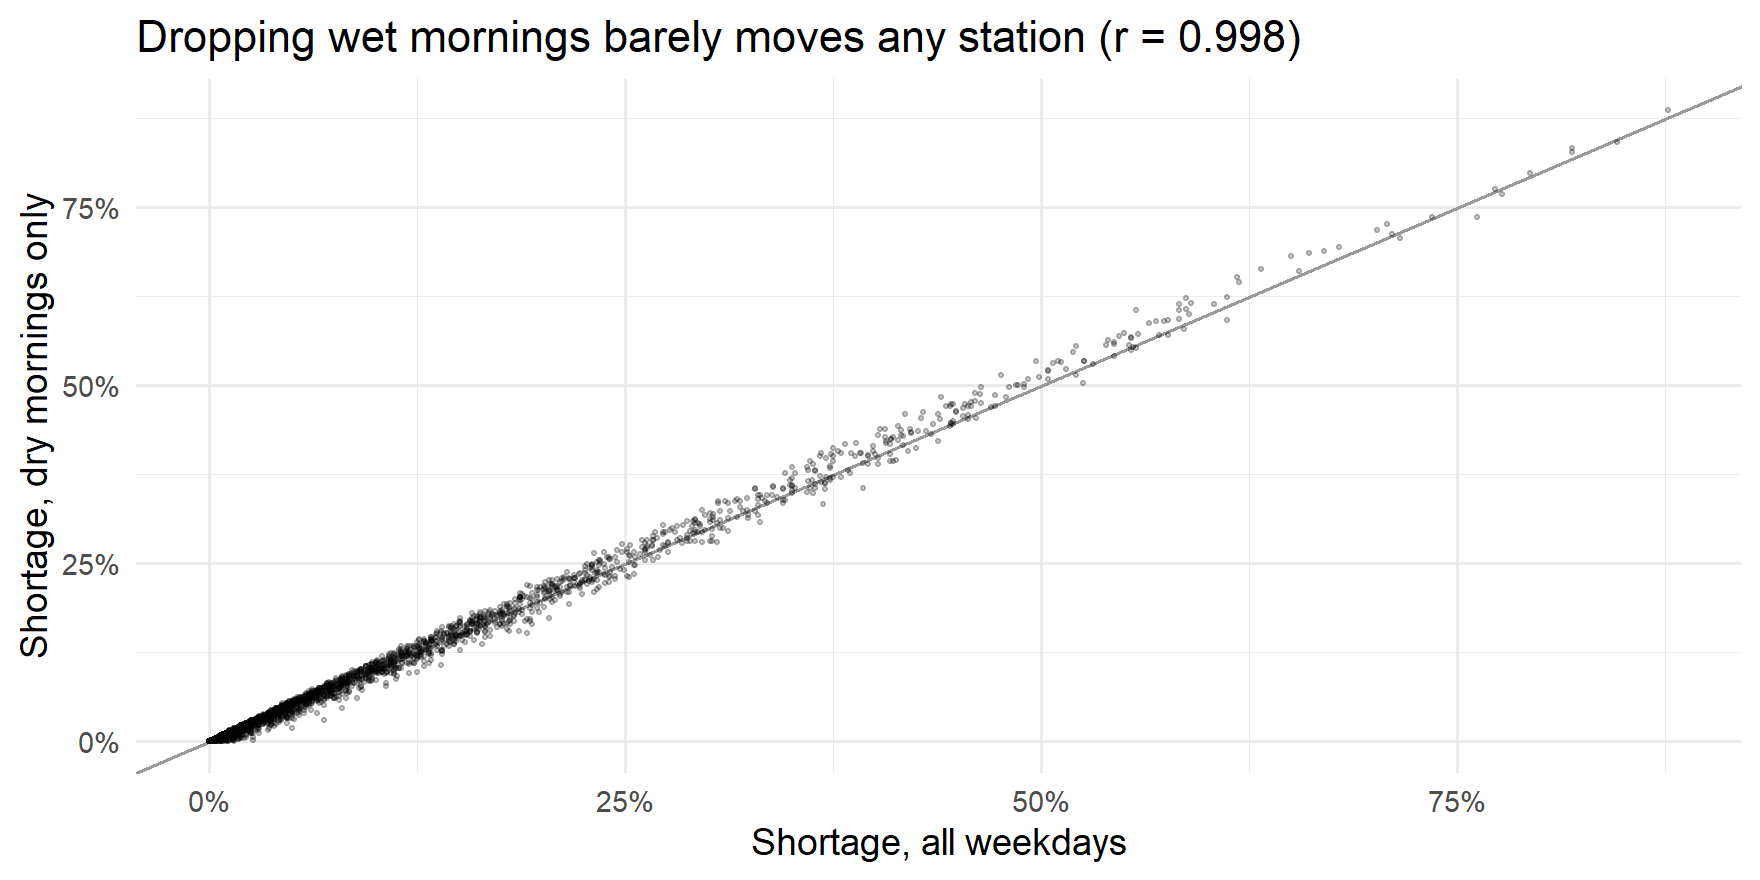 Dropping wet mornings barely moves any station (r = 0.998)
Shortage, dry mornings only
75%
50%
25%
0%
0%
25%
50%
75%
Shortage, all weekdays